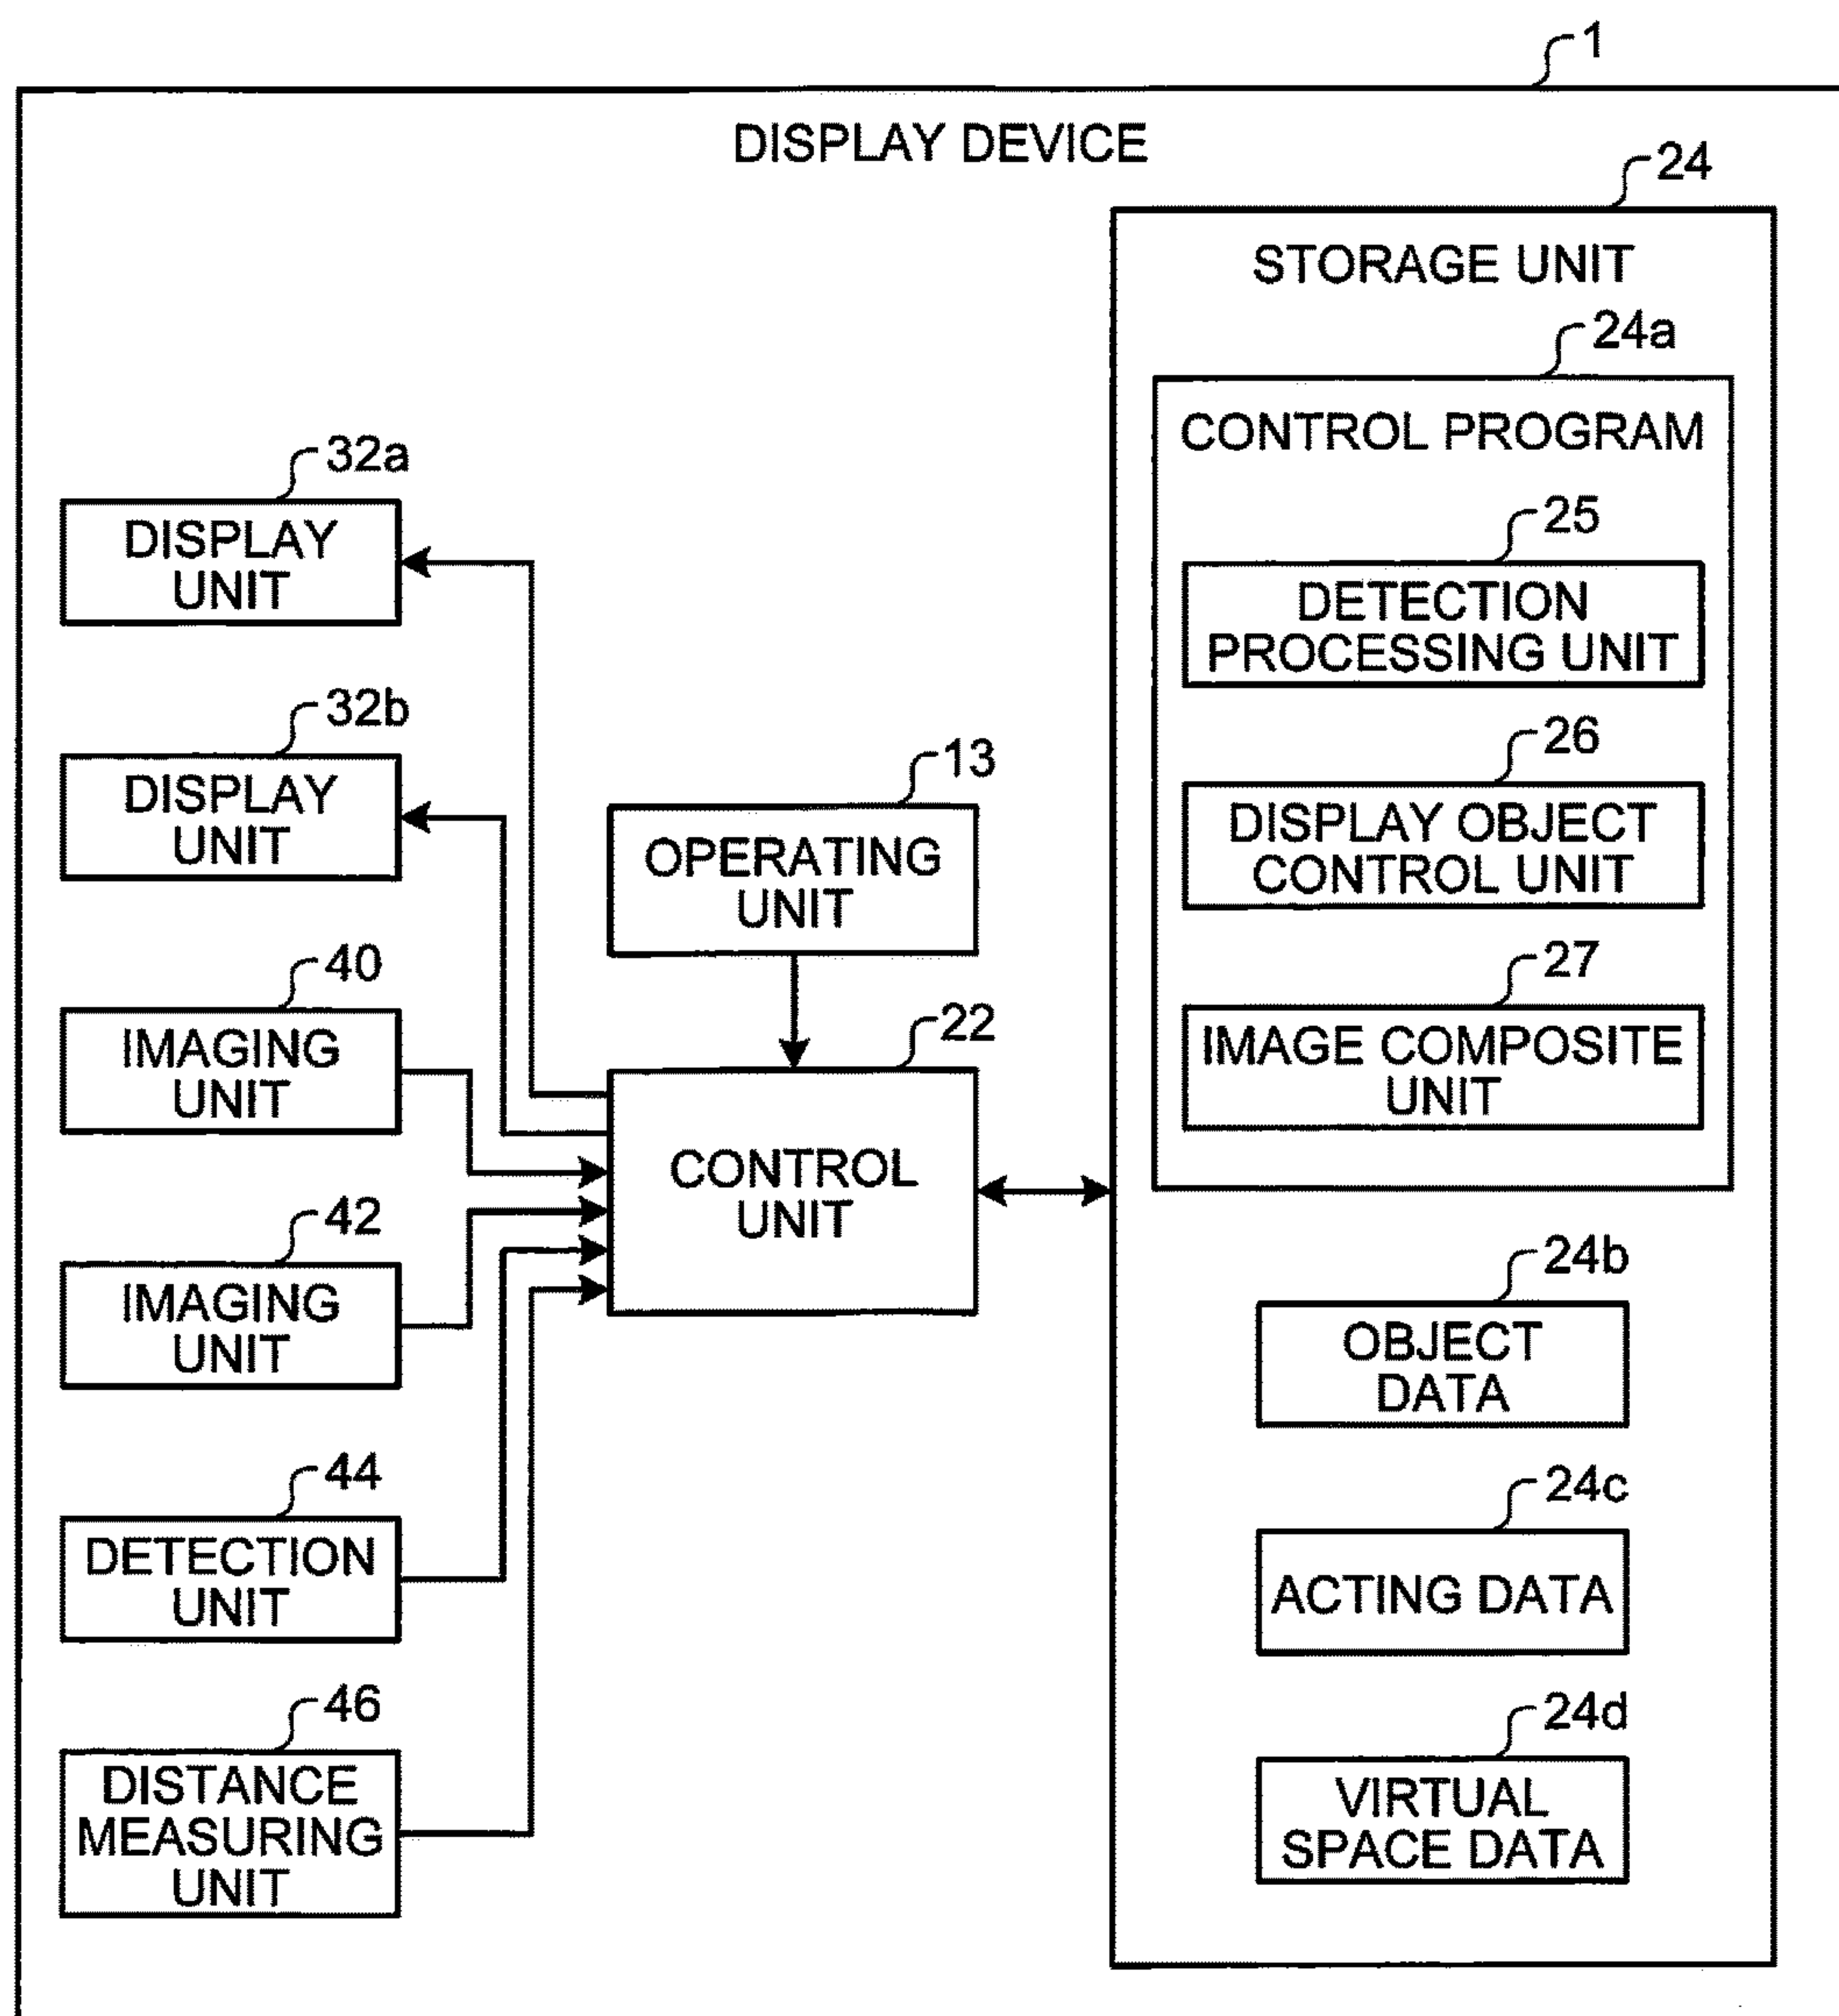 1
DISPLAY DEVICE
24
STORAGE UNIT
24a
CONTROL PROGRAM
25
DETECTION
PROCESSING UNIT
26
DISPLAY OBJECT
CONTROL UNIT
27
IMAGE COMPOSITE
UNIT
24b
OBJECT
DATA
24c
ACTING DATA
24d
VIRTUAL
SPACE DATA
32a
DISPLAY
UNIT
32b
DISPLAY
UNIT
13
OPERATING
UNIT
40
IMAGING
UNIT
22
CONTROL
UNIT
42
IMAGING
UNIT
44
DETECTION
UNIT
46
DISTANCE
MEASURING
UNIT